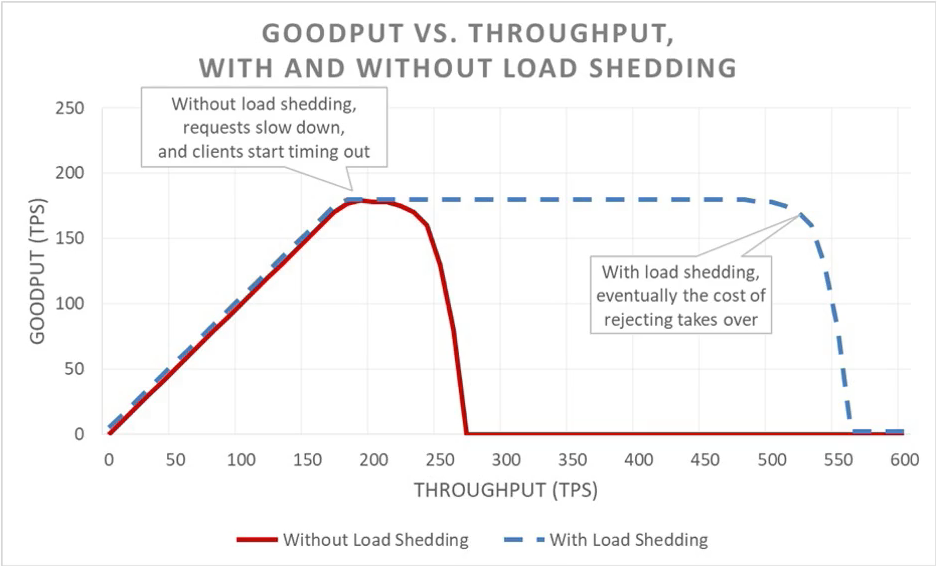 GOODPUT VS. THROUGHPUT,
WITH AND WITHOUT LOAD SHEDDING
Without load shedding,
requests slow down,
and clients start timing out
With load shedding,
eventually the cost of
rejecting takes over
GOODPUT (TPS)
250
200
150
100
50
0
0 50 100 150 200 250 300 350 400 450 500 550 600
THROUGHPUT (TPS)
Without Load Shedding With Load Shedding